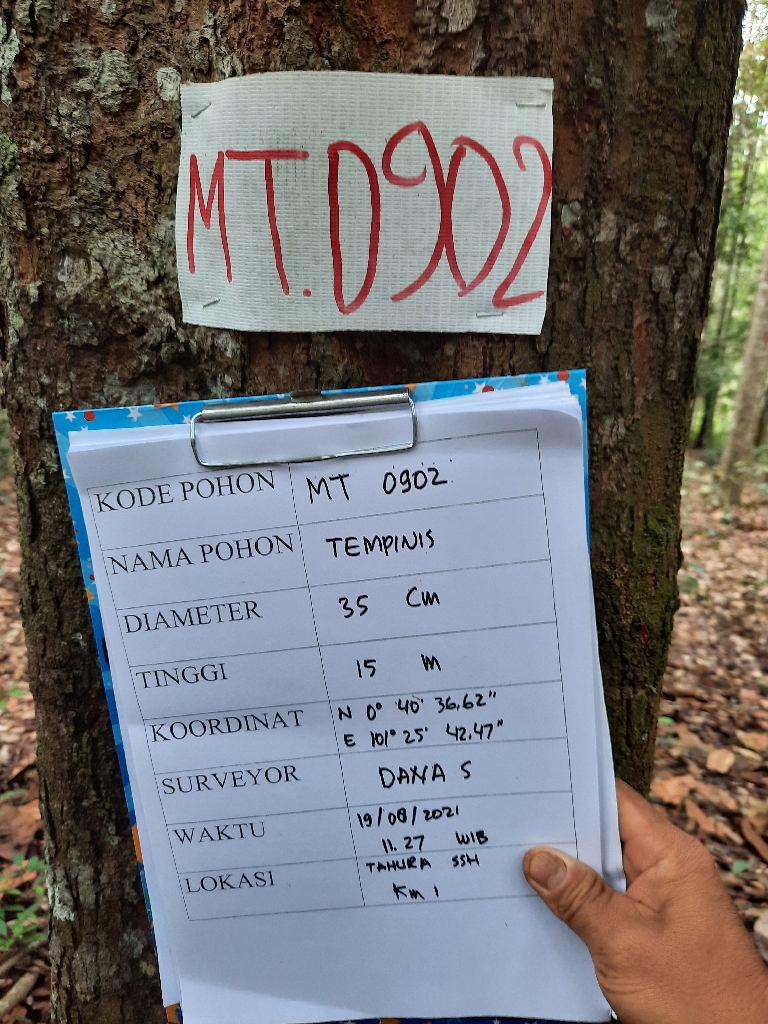 MT.0902
KODE POHON MT 0902
NAMA POHON TEMPINIS
DIAMETER 35 Cm
TINGGI 15 m
KOORDINAT N 0° 40' 36,62"
E 101° 25' 42,47"
SURVEYOR DANA S
WAKTU 19/08/2021
11.27 WIB
LOKASI TAHURA SSH
Km 1